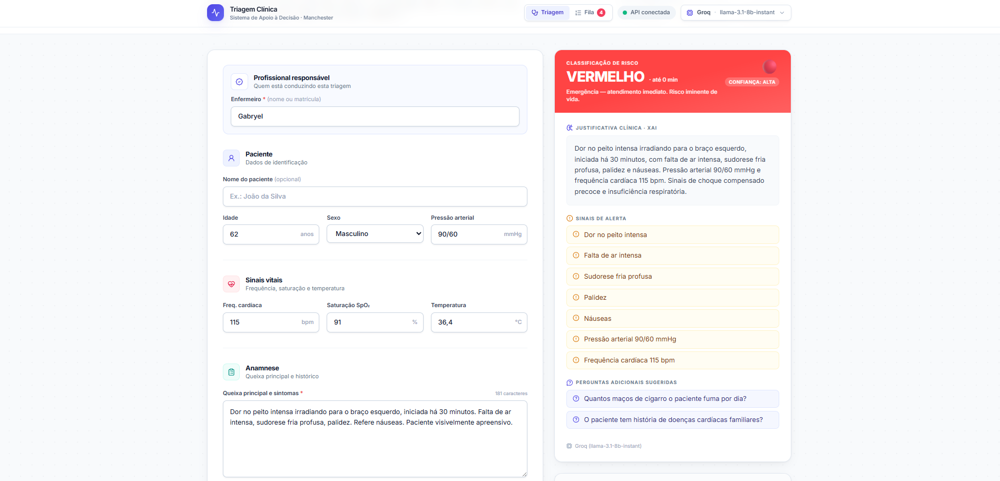 Triagem Clínica
Sistema de Apoio à Decisão · Manchester
Triagem
Fila 4
API conectada
Groq · llama-3.1-8b-instant
Profissional responsável
Quem está conduzindo esta triagem
Enfermeiro * (nome ou matrícula)
Gabryel
Paciente
Dados de identificação
Nome do paciente (opcional)
Ex.: João da Silva
Idade
Sexo
Pressão arterial
62 anos
Masculino
90/60 mmHg
Sinais vitais
Frequência, saturação e temperatura
Freq. cardíaca
Saturação SpO₂
Temperatura
115 bpm
91 %
36,4 °C
Anamnese
Queixa principal e histórico
Queixa principal e sintomas *
181 caracteres
Dor no peito intensa irradiando para o braço esquerdo, iniciada há 30 minutos. Falta de ar
intensa, sudorese fria profusa, palidez. Refere náuseas. Paciente visivelmente apreensivo.
CLASSIFICAÇÃO DE RISCO
VERMELHO · até 0 min
CONFIANÇA: ALTA
Emergência — atendimento imediato. Risco iminente de
vida.
JUSTIFICATIVA CLÍNICA · XAI
Dor no peito intensa irradiando para o braço esquerdo,
iniciada há 30 minutos, com falta de ar intensa, sudorese fria
profusa, palidez e náuseas. Pressão arterial 90/60 mmHg e
frequência cardíaca 115 bpm. Sinais de choque compensado
precoce e insuficiência respiratória.
SINAIS DE ALERTA
Dor no peito intensa
Falta de ar intensa
Sudorese fria profusa
Palidez
Náuseas
Pressão arterial 90/60 mmHg
Frequência cardíaca 115 bpm
PERGUNTAS ADICIONAIS SUGERIDAS
Quantos maços de cigarro o paciente fuma por dia?
O paciente tem história de doenças cardíacas familiares?
Groq (llama-3.1-8b-instant)